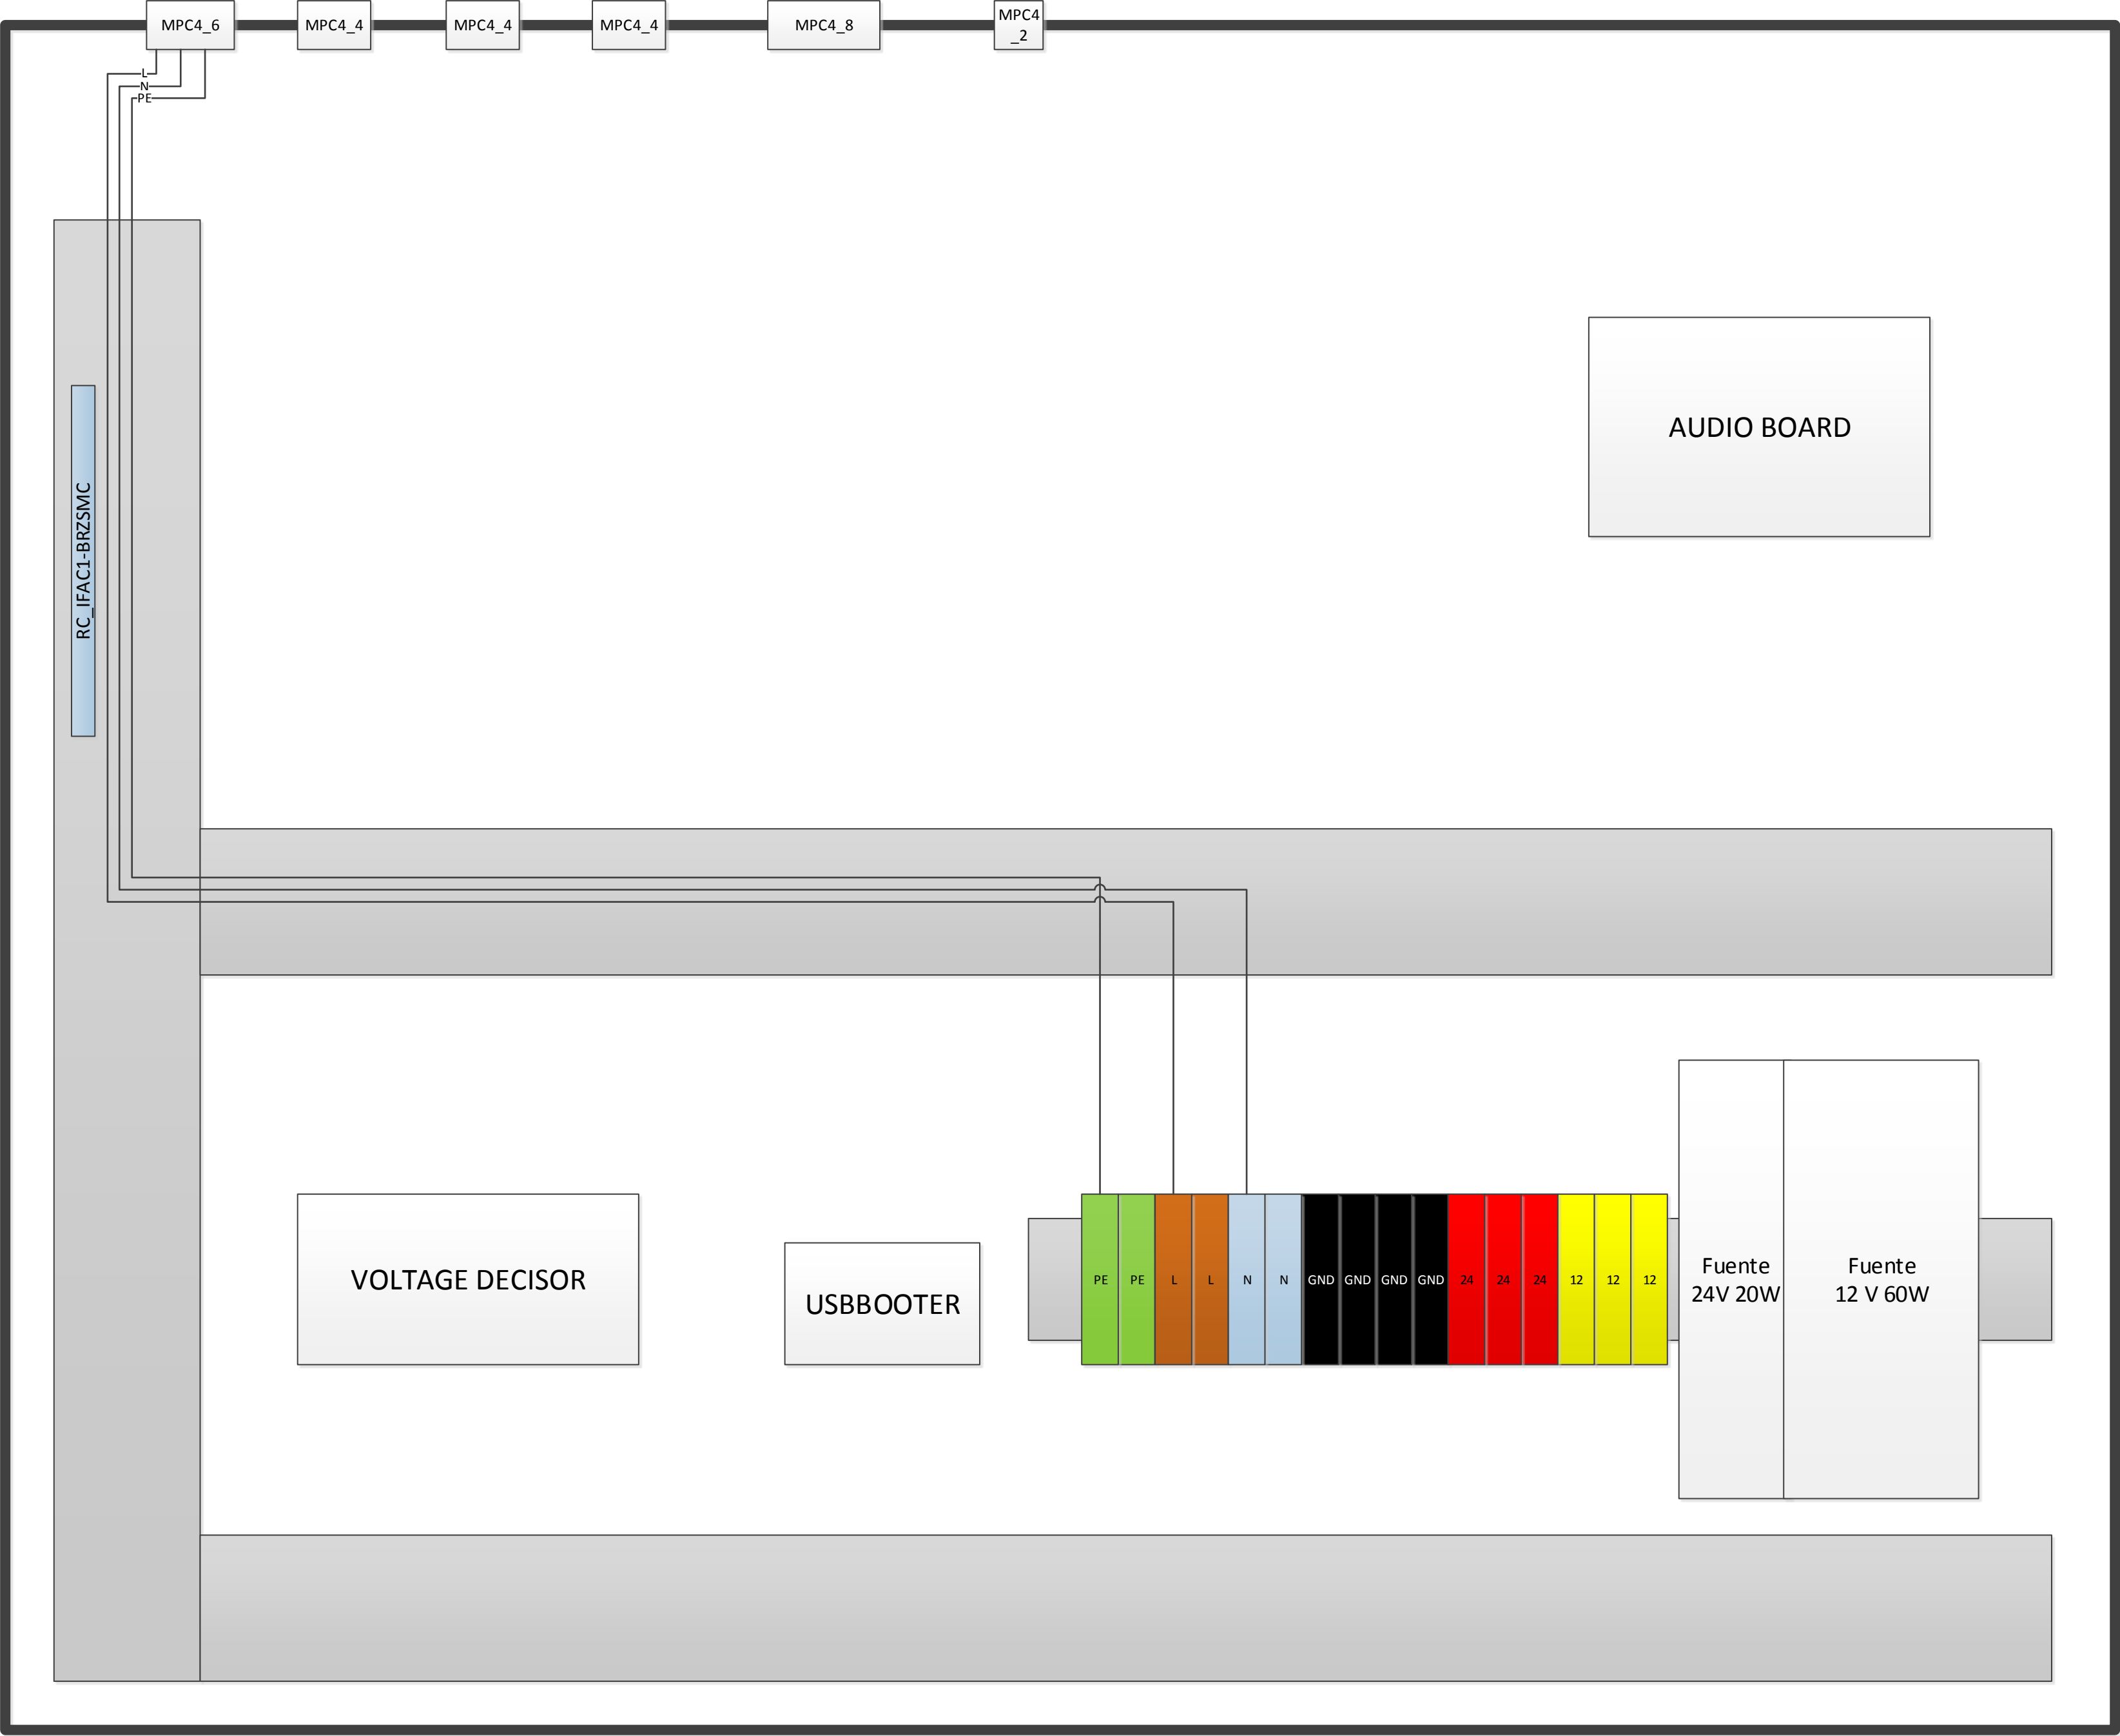 MPC4_6
MPC4_4
MPC4_4
MPC4_4
MPC4_8
MPC4
_2
L
N
PE
AUDIO BOARD
RC_IFAC1-BRZSMC
VOLTAGE DECISOR
USBBOOTER
PE
PE
L
L
N
N
GND
GND
GND
GND
24
24
24
12
12
12
Fuente
24V 20W
Fuente
12 V 60W